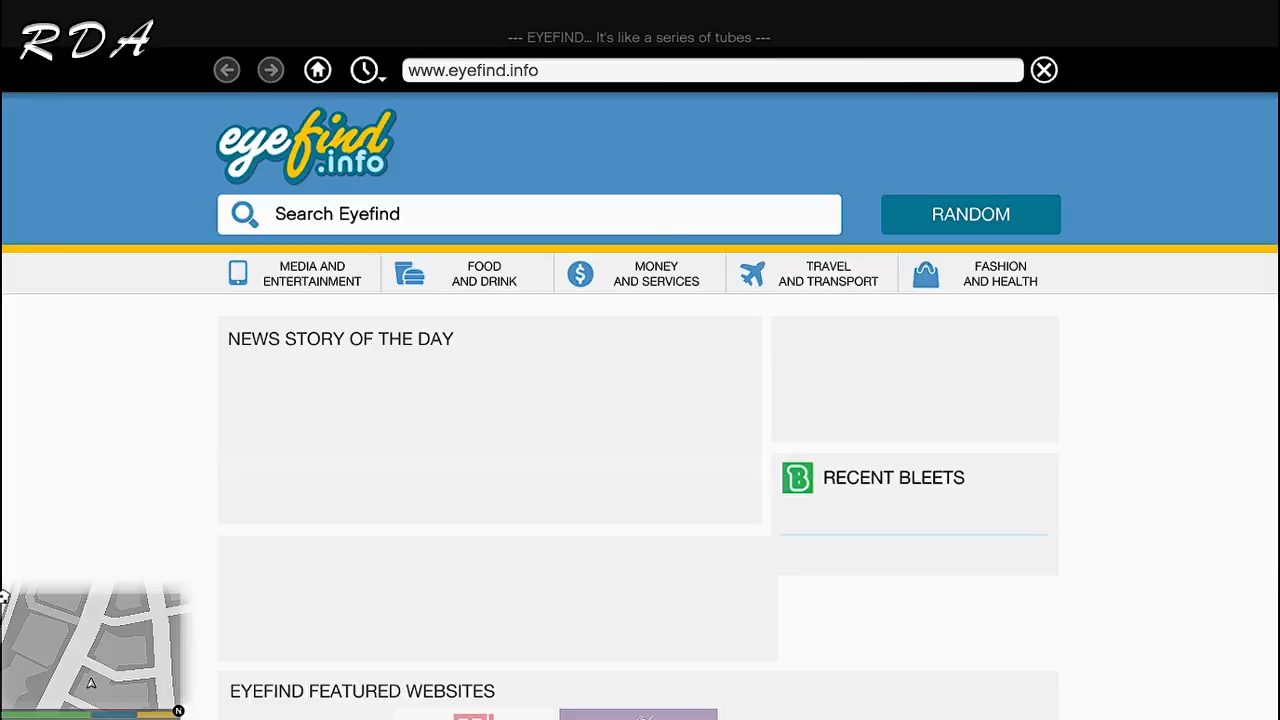 RDA
--- EYEFIND... It's like a series of tubes ---
www.eyefind.info
eyefind
.info
Search Eyefind
RANDOM
MEDIA AND
ENTERTAINMENT
FOOD
AND DRINK
MONEY
AND SERVICES
TRAVEL
AND TRANSPORT
FASHION
AND HEALTH
NEWS STORY OF THE DAY
B RECENT BLEETS
EYEFIND FEATURED WEBSITES
N